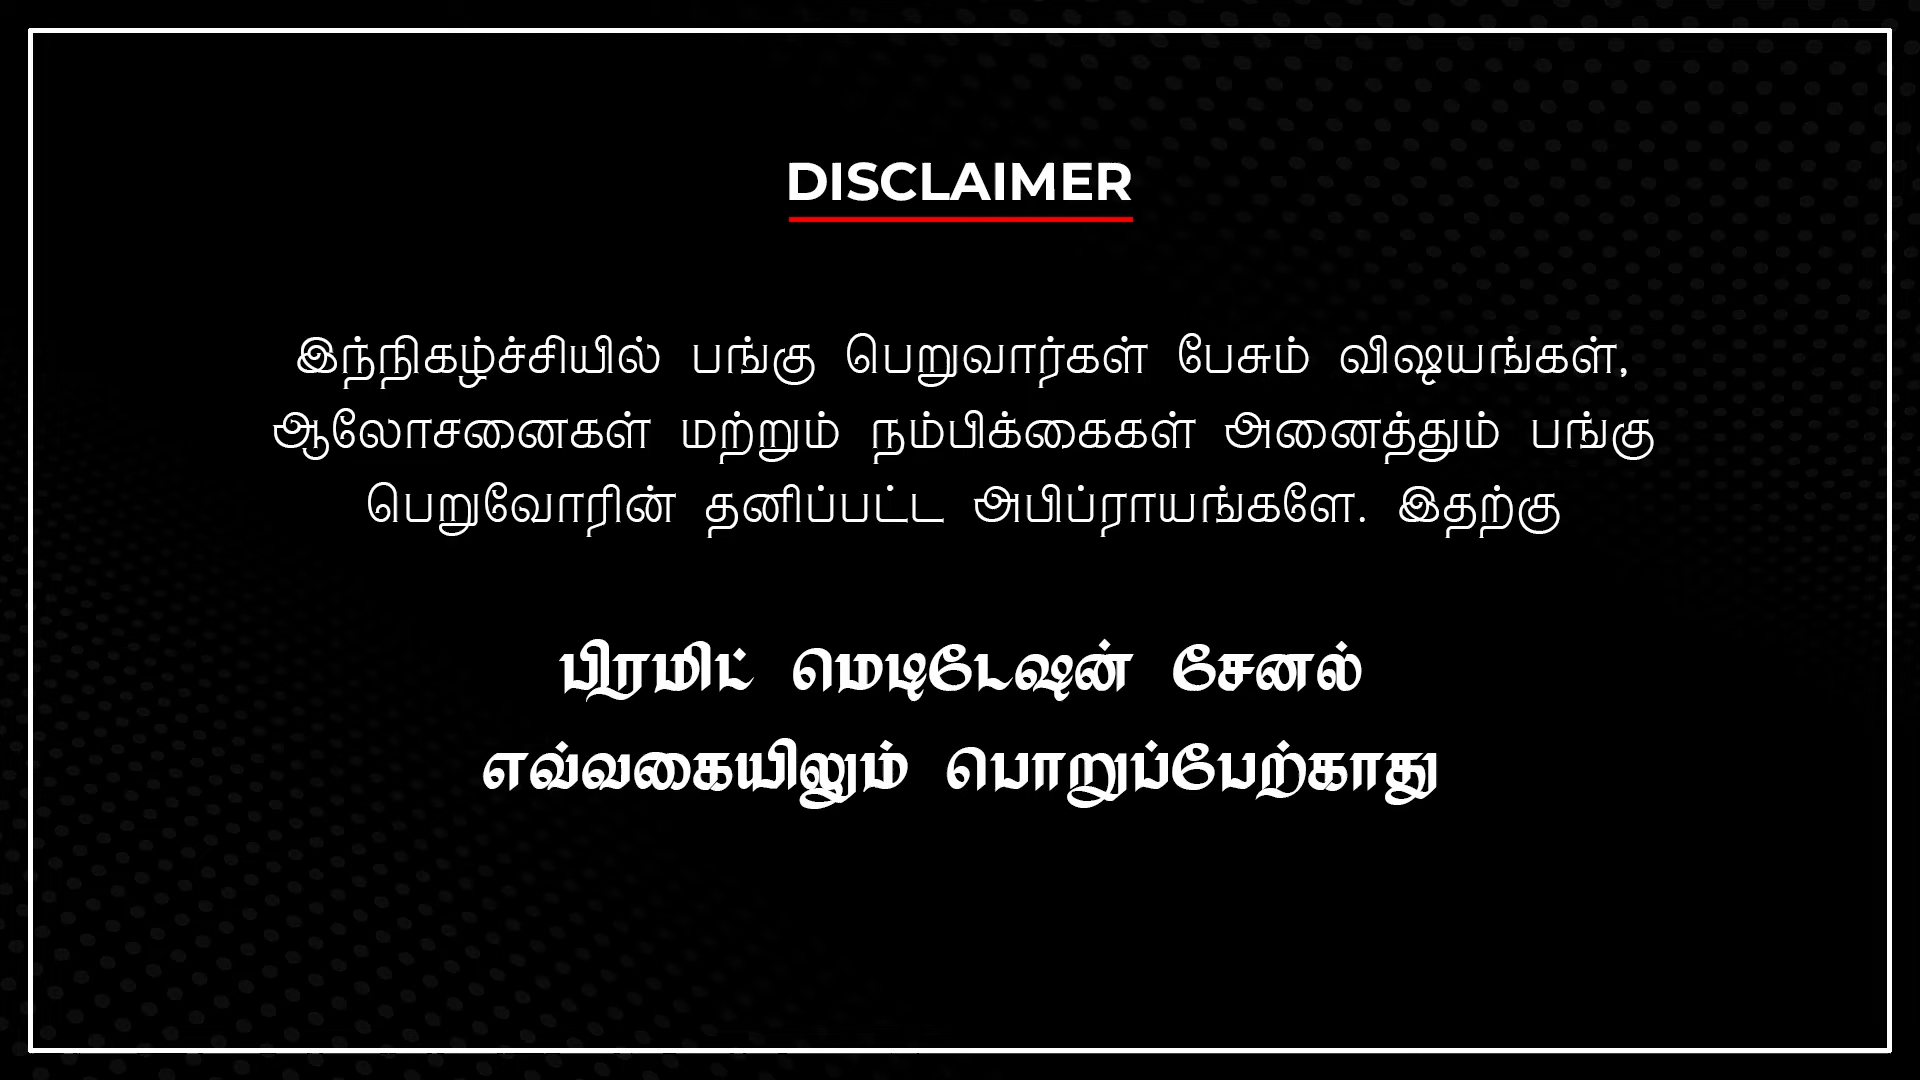 DISCLAIMER
இந்நிகழ்ச்சியில் பங்கு பெறுவார்கள் பேசும் விஷயங்கள்,
ஆலோசனைகள் மற்றும் நம்பிக்கைகள் அனைத்தும் பங்கு
பெறுவோரின் தனிப்பட்ட அபிப்ராயங்களே. இதற்கு
பிரமிட் மெடிடேஷன் சேனல்
எவ்வகையிலும் பொறுப்பேற்காது